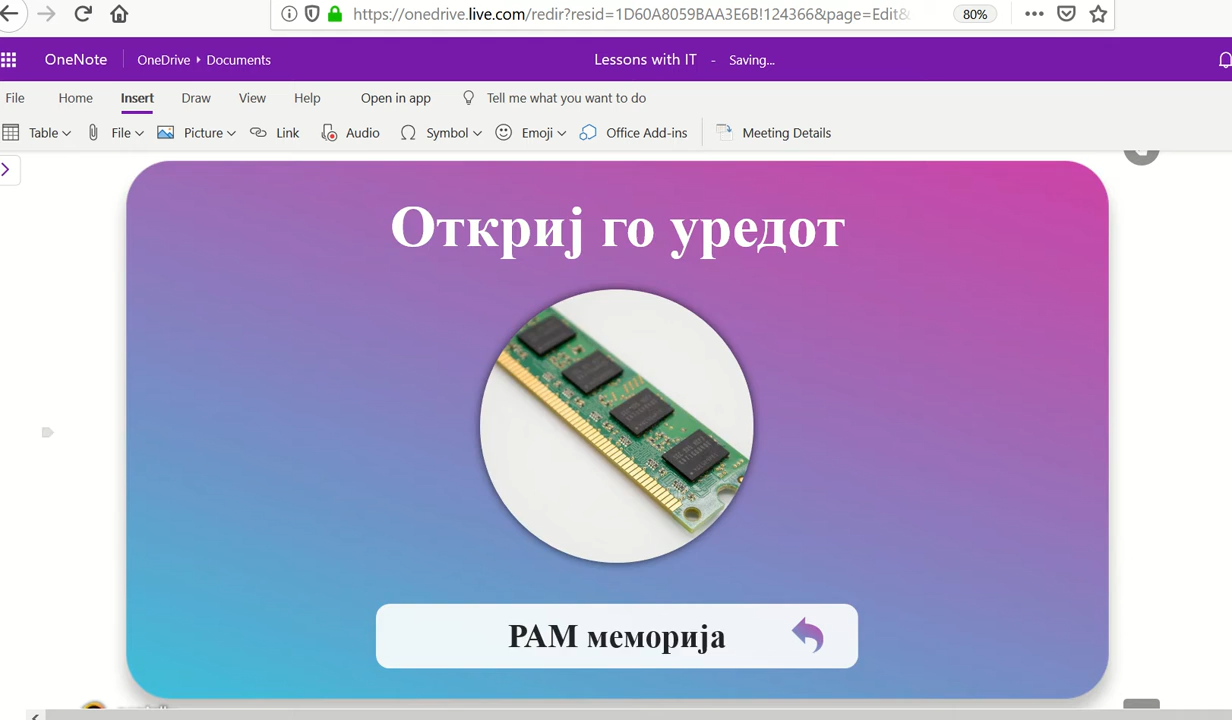 https://onedrive.live.com/redir?resid=1D60A8059BAA3E6B!124366&page=Edit&
80%
OneNote
OneDrive Documents
Lessons with IT - Saving...
File Home Insert Draw View Help Open in app Tell me what you want to do
Table File Picture Link Audio Symbol Emoji Office Add-ins Meeting Details
Откриј го уредот
РАМ меморија